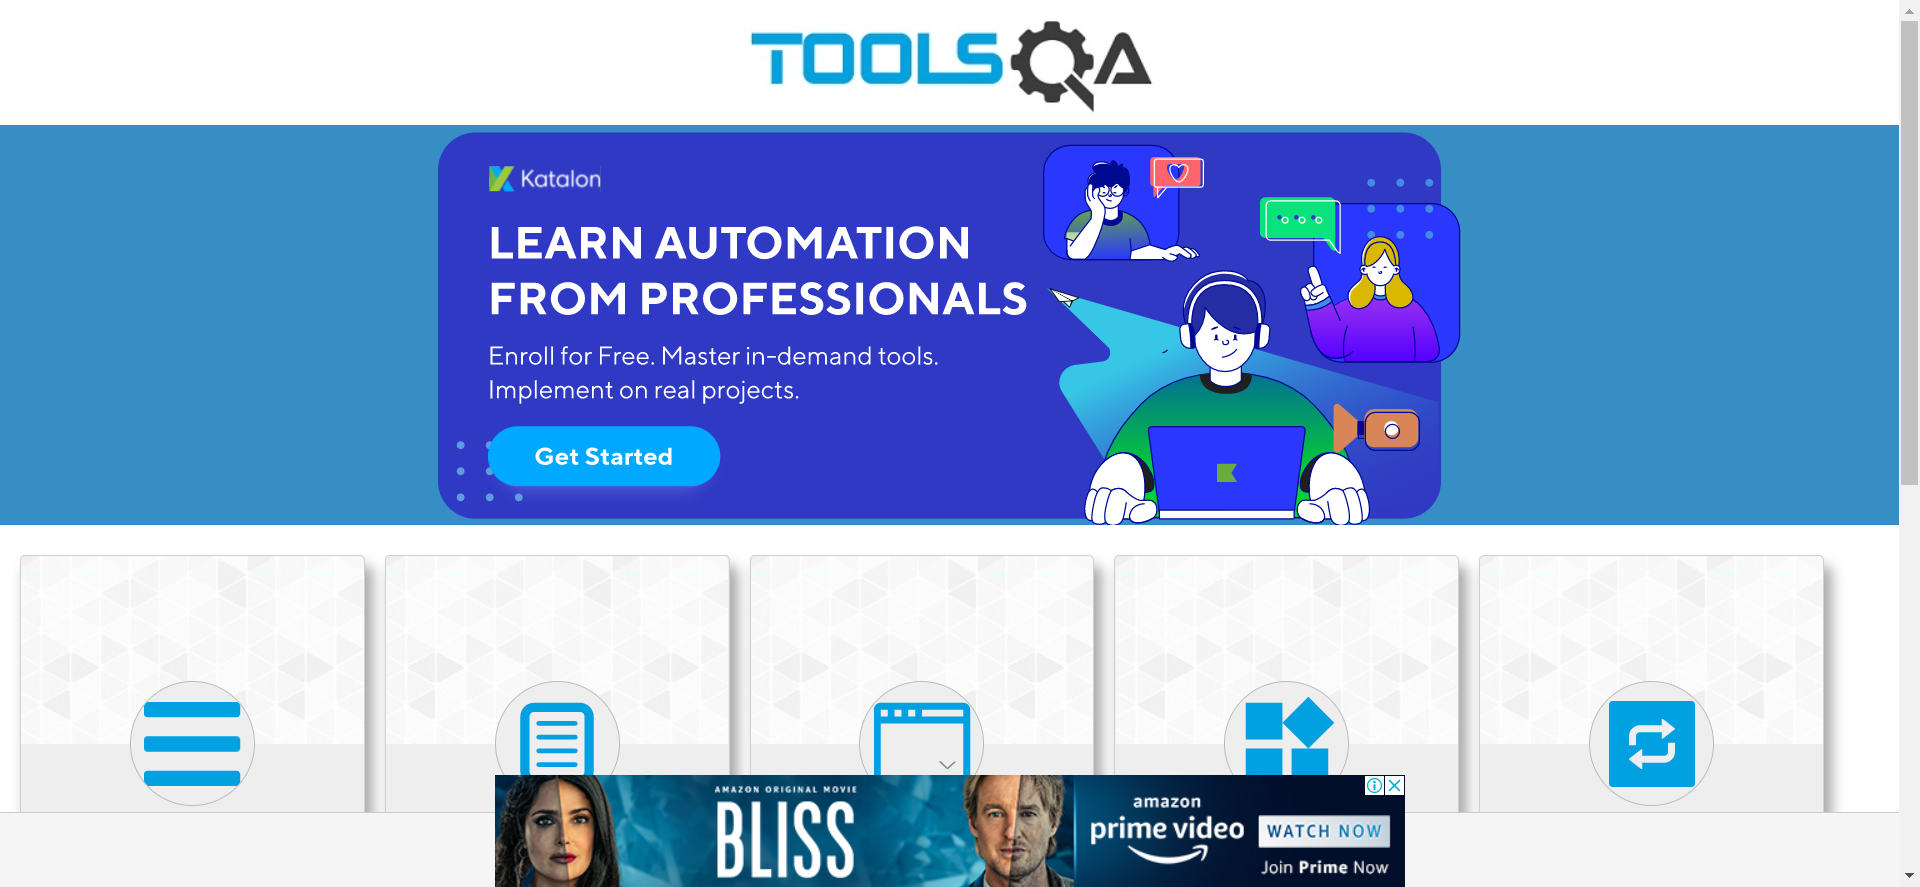 TOOLSQA
Katalon
LEARN AUTOMATION
FROM PROFESSIONALS
Enroll for Free. Master in-demand tools.
Implement on real projects.
Get Started
AMAZON ORIGINAL MOVIE
BLISS
amazon
prime video
WATCH NOW
Join Prime Now